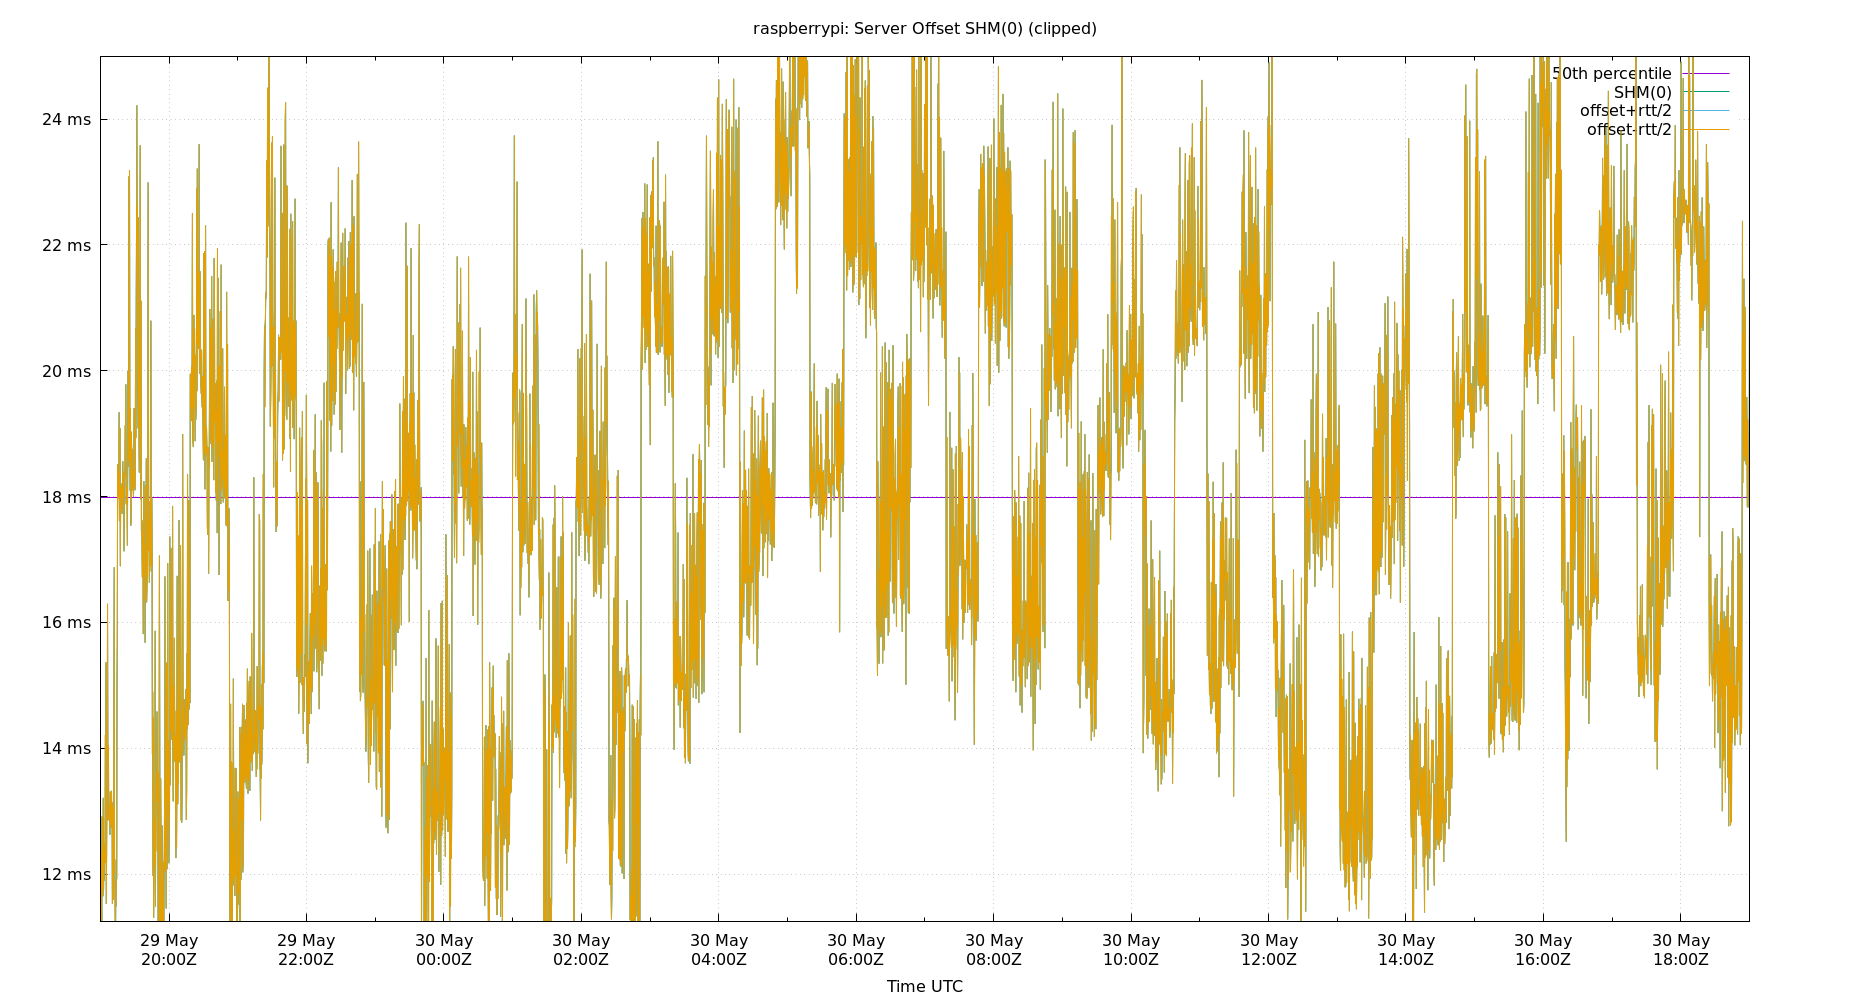 raspberrypi: Server Offset SHM(0) (clipped)
50th percentile
SHM(0)
offset+rtt/2
offset-rtt/2
24 ms
22 ms
20 ms
18 ms
16 ms
14 ms
12 ms
29 May 29 May 30 May 30 May 30 May 30 May 30 May 30 May 30 May 30 May 30 May 30 May
20:00Z 22:00Z 00:00Z 02:00Z 04:00Z 06:00Z 08:00Z 10:00Z 12:00Z 14:00Z 16:00Z 18:00Z
Time UTC